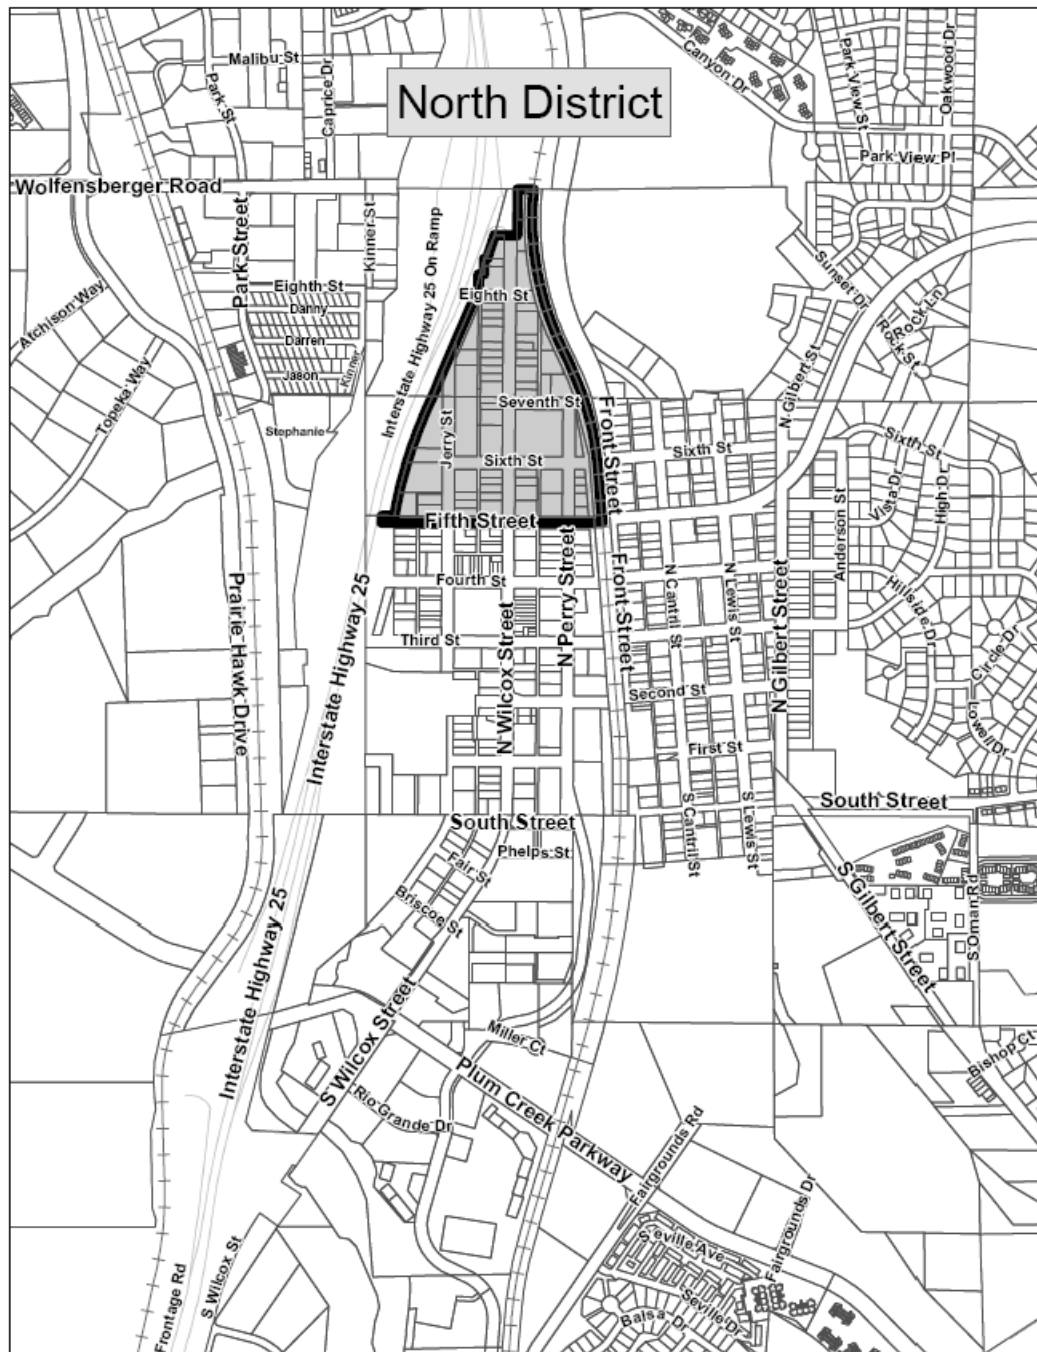 North District
Malibu St
Park St
Caprice Dr
Canyon Dr
Park View St
Oakwood Dr
Park View Pl
Wolfensberger Road
Park Street
Kinner St
Interstate Highway 25 On Ramp
Sunset Dr
Rock Ln
Rock St
Atchison Way
Eighth St
Danny
Darren
Jason
Kinner
Stephanie
Topeka Way
Eighth St
Seventh St
Jerry St
Sixth St
Front Street
Sixth St
N Gilbert St
Sixth St
Vista Dr
High Dr
Anderson St
Fifth Street
Fourth St
Third St
N Wilcox Street
N Perry Street
Front Street
N Cantril St
N Lewis St
N Gilbert Street
Hillside Dr
Circle Dr
Lowell Dr
Prairie Hawk Drive
Interstate Highway 25
Second St
First St
S Cantril St
S Lewis St
South Street
South Street
Phelps St
Fair St
Briscoe St
S Gilbert Street
S Oman Rd
Interstate Highway 25
S Wilcox Street
Miller Ct
Plum Creek Parkway
Rio Grande Dr
Bishop Ct
Fairgrounds Rd
Fairgrounds Dr
Seville Ave
Seville Dr
Balsa Dr
S Wilcox St
Frontage Rd